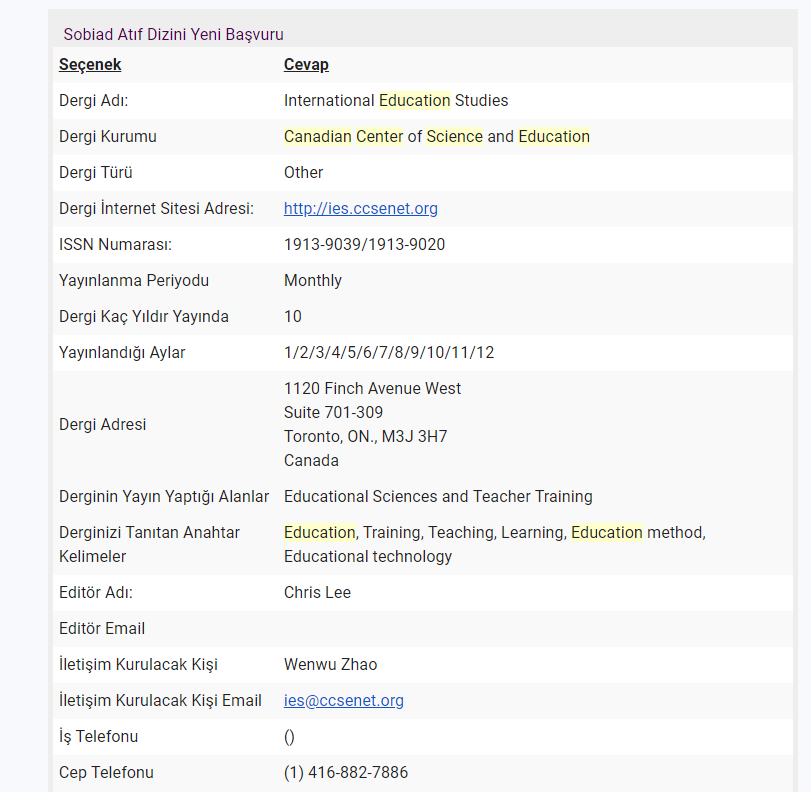 Sobiad Atıf Dizini Yeni Başvuru
Seçenek Cevap
Dergi Adı: International Education Studies
Dergi Kurumu Canadian Center of Science and Education
Dergi Türü Other
Dergi İnternet Sitesi Adresi: http://ies.ccsenet.org
ISSN Numarası: 1913-9039/1913-9020
Yayınlanma Periyodu Monthly
Dergi Kaç Yıldır Yayında 10
Yayınlandığı Aylar 1/2/3/4/5/6/7/8/9/10/11/12
Dergi Adresi
1120 Finch Avenue West
Suite 701-309
Toronto, ON., M3J 3H7
Canada
Derginin Yayın Yaptığı Alanlar Educational Sciences and Teacher Training
Derginizi Tanıtan Anahtar Kelimeler
Education, Training, Teaching, Learning, Education method,
Educational technology
Editör Adı: Chris Lee
Editör Email
İletişim Kurulacak Kişi Wenwu Zhao
İletişim Kurulacak Kişi Email ies@ccsenet.org
İş Telefonu ()
Cep Telefonu (1) 416-882-7886